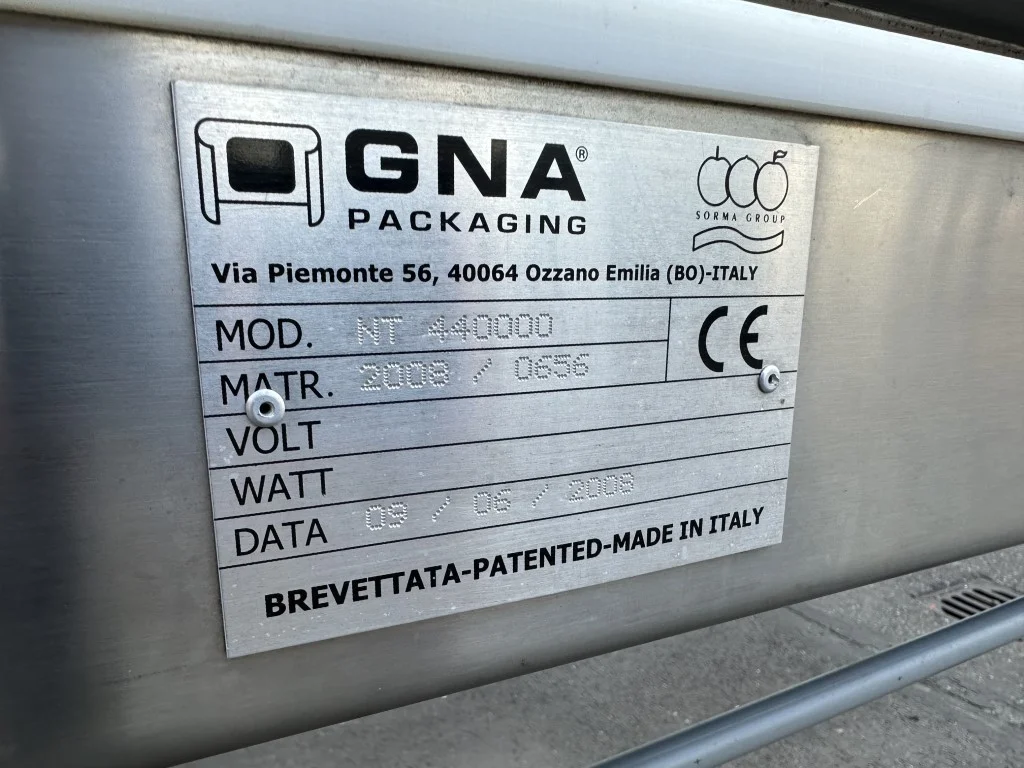 GNA®
PACKAGING
SORMA GROUP
Via Piemonte 56, 40064 Ozzano Emilia (BO)-ITALY
MOD. NT 440000
CE
MATR. 2008 / 0656
VOLT
WATT
DATA 09 / 06 / 2008
BREVETTATA-PATENTED-MADE IN ITALY